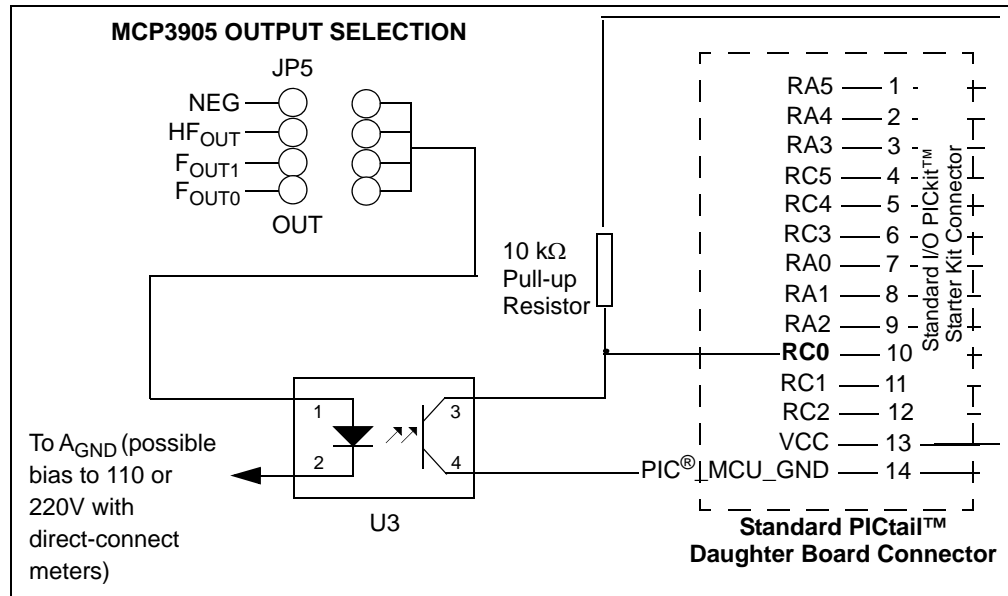 MCP3905 OUTPUT SELECTION
JP5
NEG
HFOUT
FOUT1
FOUT0
OUT
10 kΩ
Pull-up
Resistor
RA5 1
RA4 2
RA3 3
RC5 4
RC4 5
RC3 6
RA0 7
RA1 8
RA2 9
RC0 10
RC1 11
RC2 12
VCC 13
PIC®_MCU_GND 14
Standard I/O PICkit™
Starter Kit Connector
1
2
3
4
U3
To AGND (possible
bias to 110 or
220V with
direct-connect
meters)
Standard PICtail™
Daughter Board Connector